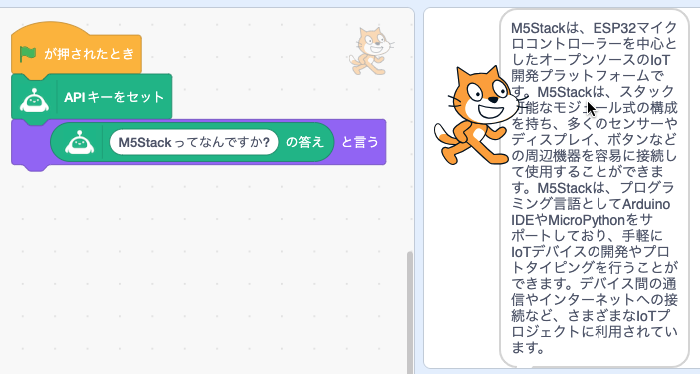 が押されたとき
APIキーをセット
M5Stackってなんですか? の答え と言う
M5Stackは、ESP32マイク
ロコントローラーを中心と
したオープンソースのIoT
開発プラットフォームで
す。M5Stackは、スタック
可能なモジュール式の構成
を持ち、多くのセンサーや
ディスプレイ、ボタンなど
の周辺機器を容易に接続し
て使用することができま
す。M5Stackは、プログラ
ミング言語としてArduino
IDEやMicroPythonをサ
ポートしており、手軽に
IoTデバイスの開発やプロ
トタイピングを行うことが
できます。デバイス間の通
信やインターネットへの接
続など、さまざまなIoTプ
ロジェクトに利用されてい
ます。